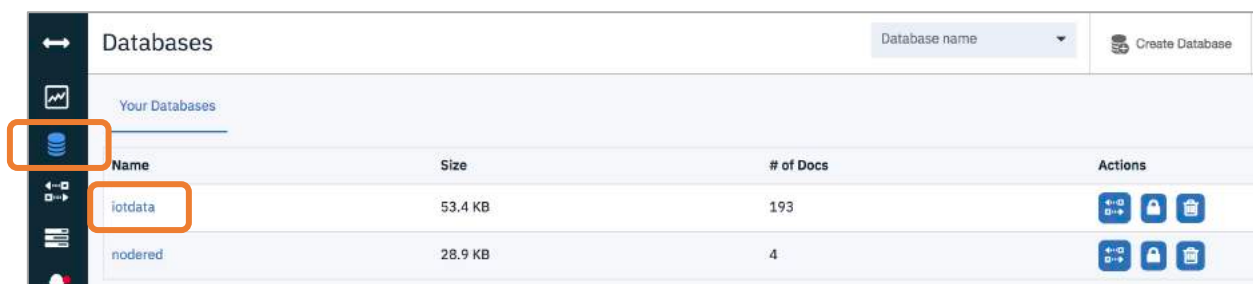 Databases
Database name
Create Database
Your Databases
Name Size # of Docs Actions
iotdata 53.4 KB 193
nodered 28.9 KB 4